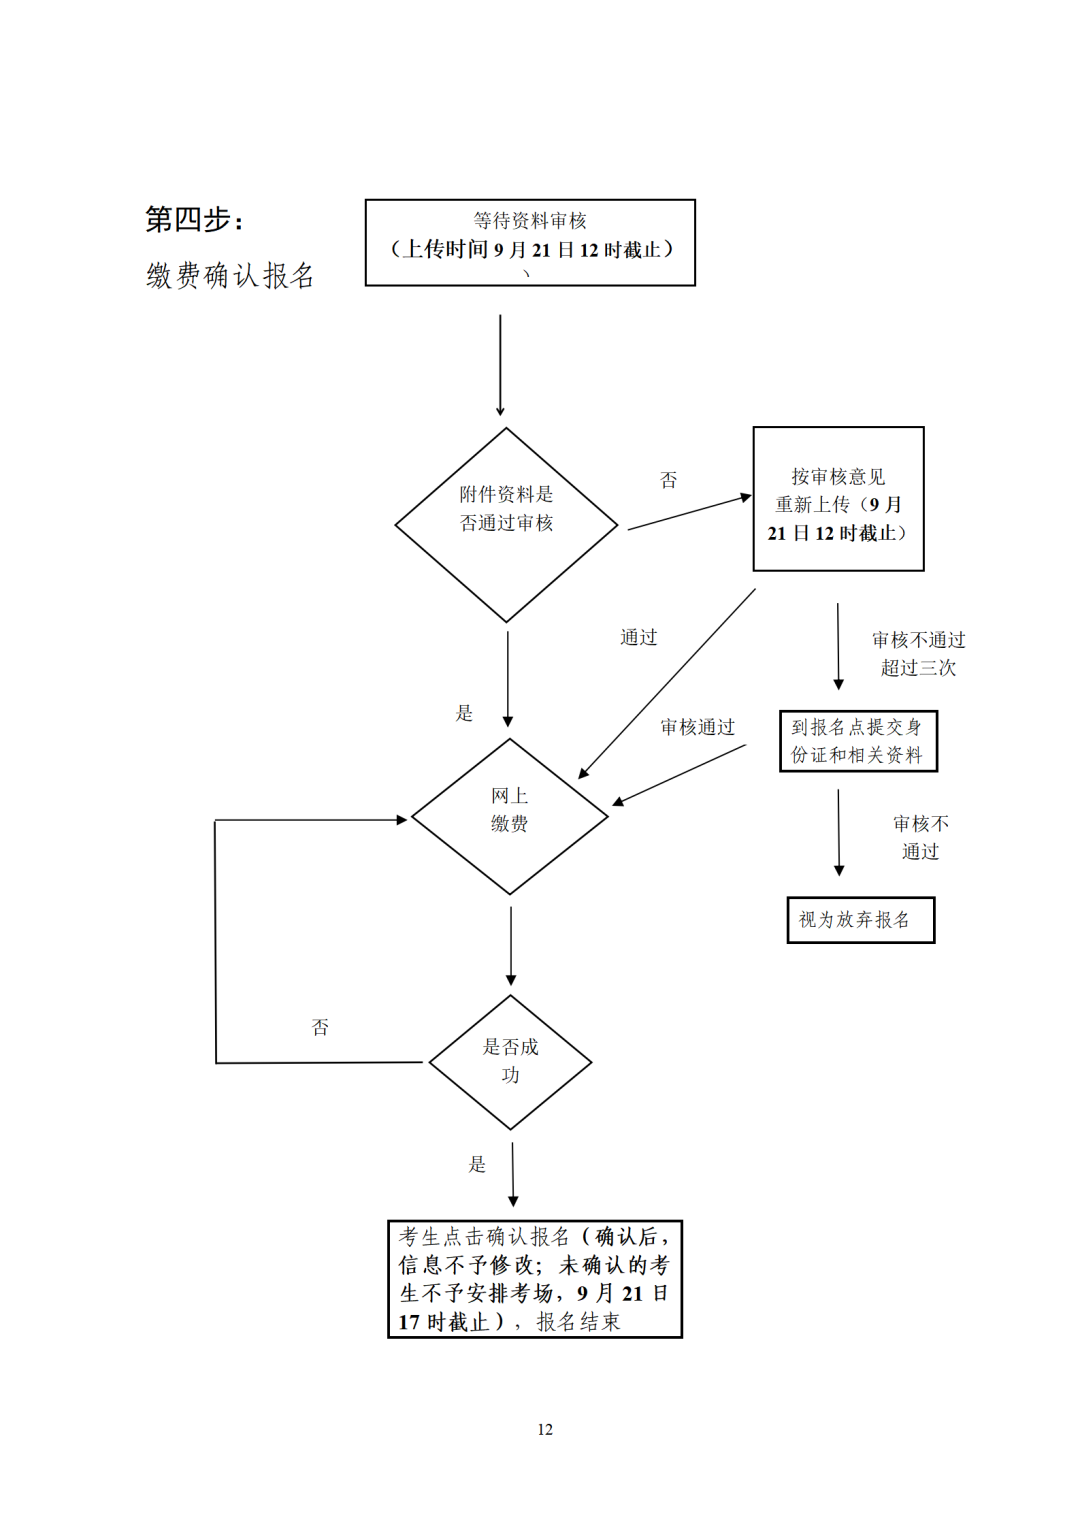 第四步：
缴费确认报名
等待资料审核
（上传时间 9 月 21 日 12 时截止）
、
附件资料是
否通过审核
否
按审核意见
重新上传（9 月
21 日 12 时截止）
通过
审核不通过
超过三次
是
审核通过
到报名点提交身
份证和相关资料
网上
缴费
审核不
通过
视为放弃报名
否
是否成
功
是
考生点击确认报名（确认后，
信息不予修改；未确认的考
生不予安排考场，9 月 21 日
17 时截止），报名结束
12